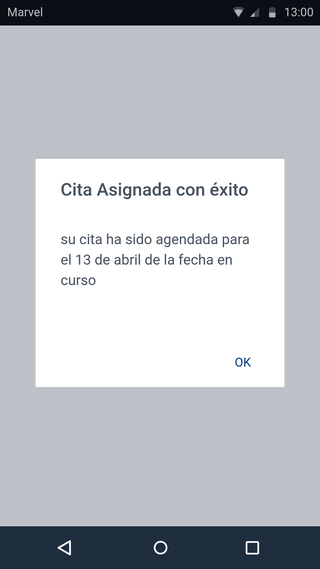 Marvel
13:00
Cita Asignada con éxito
su cita ha sido agendada para
el 13 de abril de la fecha en
curso
OK